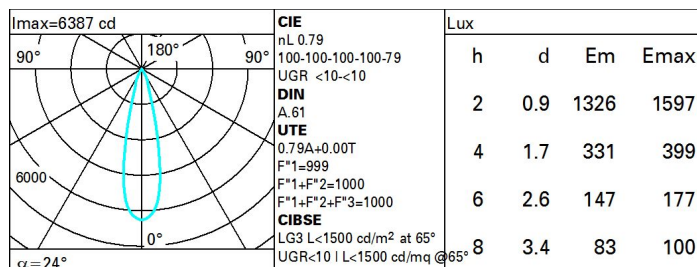 Imax=6387 cd
90°
180°
90°
6000
0°
α=24°
CIE
nL 0.79
100-100-100-100-79
UGR <10-<10
DIN
A.61
UTE
0.79A+0.00T
F"1=999
F"1+F"2=1000
F"1+F"2+F"3=1000
CIBSE
LG3 L<1500 cd/m² at 65°
UGR<10 | L<1500 cd/mq @65°
Lux
h d Em Emax
2 0.9 1326 1597
4 1.7 331 399
6 2.6 147 177
8 3.4 83 100